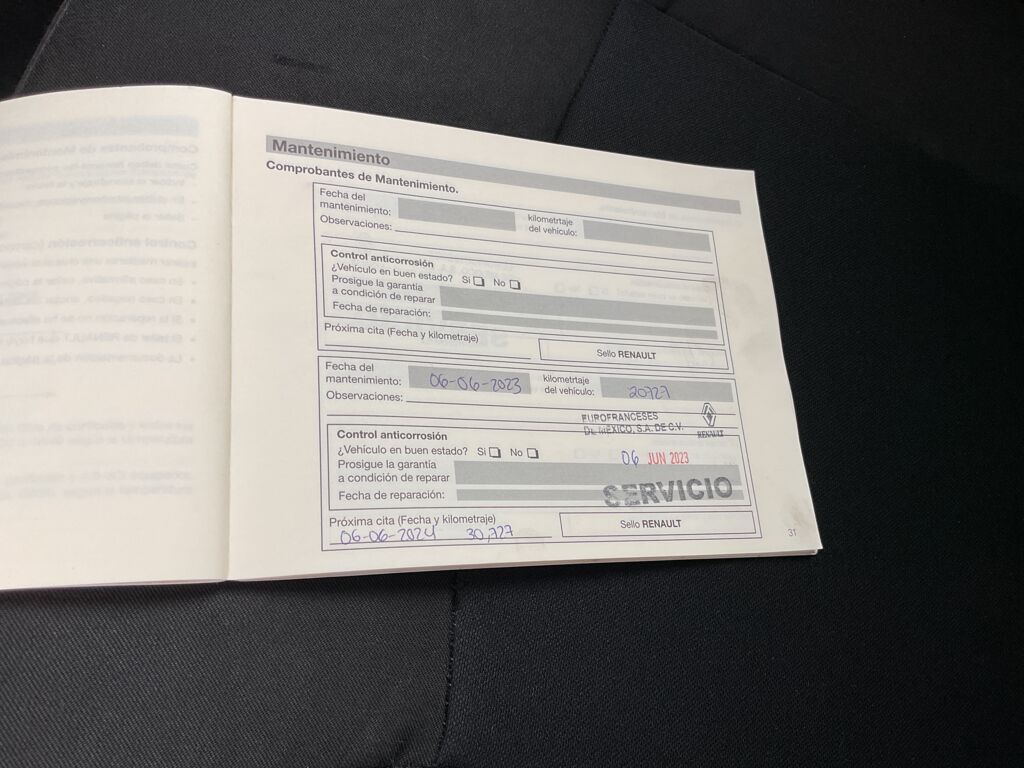 Mantenimiento
Comprobantes de Mantenimiento.
Fecha del
mantenimiento:
kilometrtaje
del vehículo:
Observaciones:
Control anticorrosión
¿Vehículo en buen estado? Si No
Prosigue la garantía
a condición de reparar
Fecha de reparación:
Próxima cita (Fecha y kilometraje)
Sello RENAULT
Fecha del
mantenimiento: 06-06-2023
kilometrtaje
del vehículo: 20727
Observaciones:
EUROFRANCESES
DE MEXICO, S.A. DE C.V.
RENAULT
Control anticorrosión
¿Vehículo en buen estado? Si No
06 JUN 2023
Prosigue la garantía
a condición de reparar
SERVICIO
Fecha de reparación:
Próxima cita (Fecha y kilometraje)
06-06-2024 30,727
Sello RENAULT
31